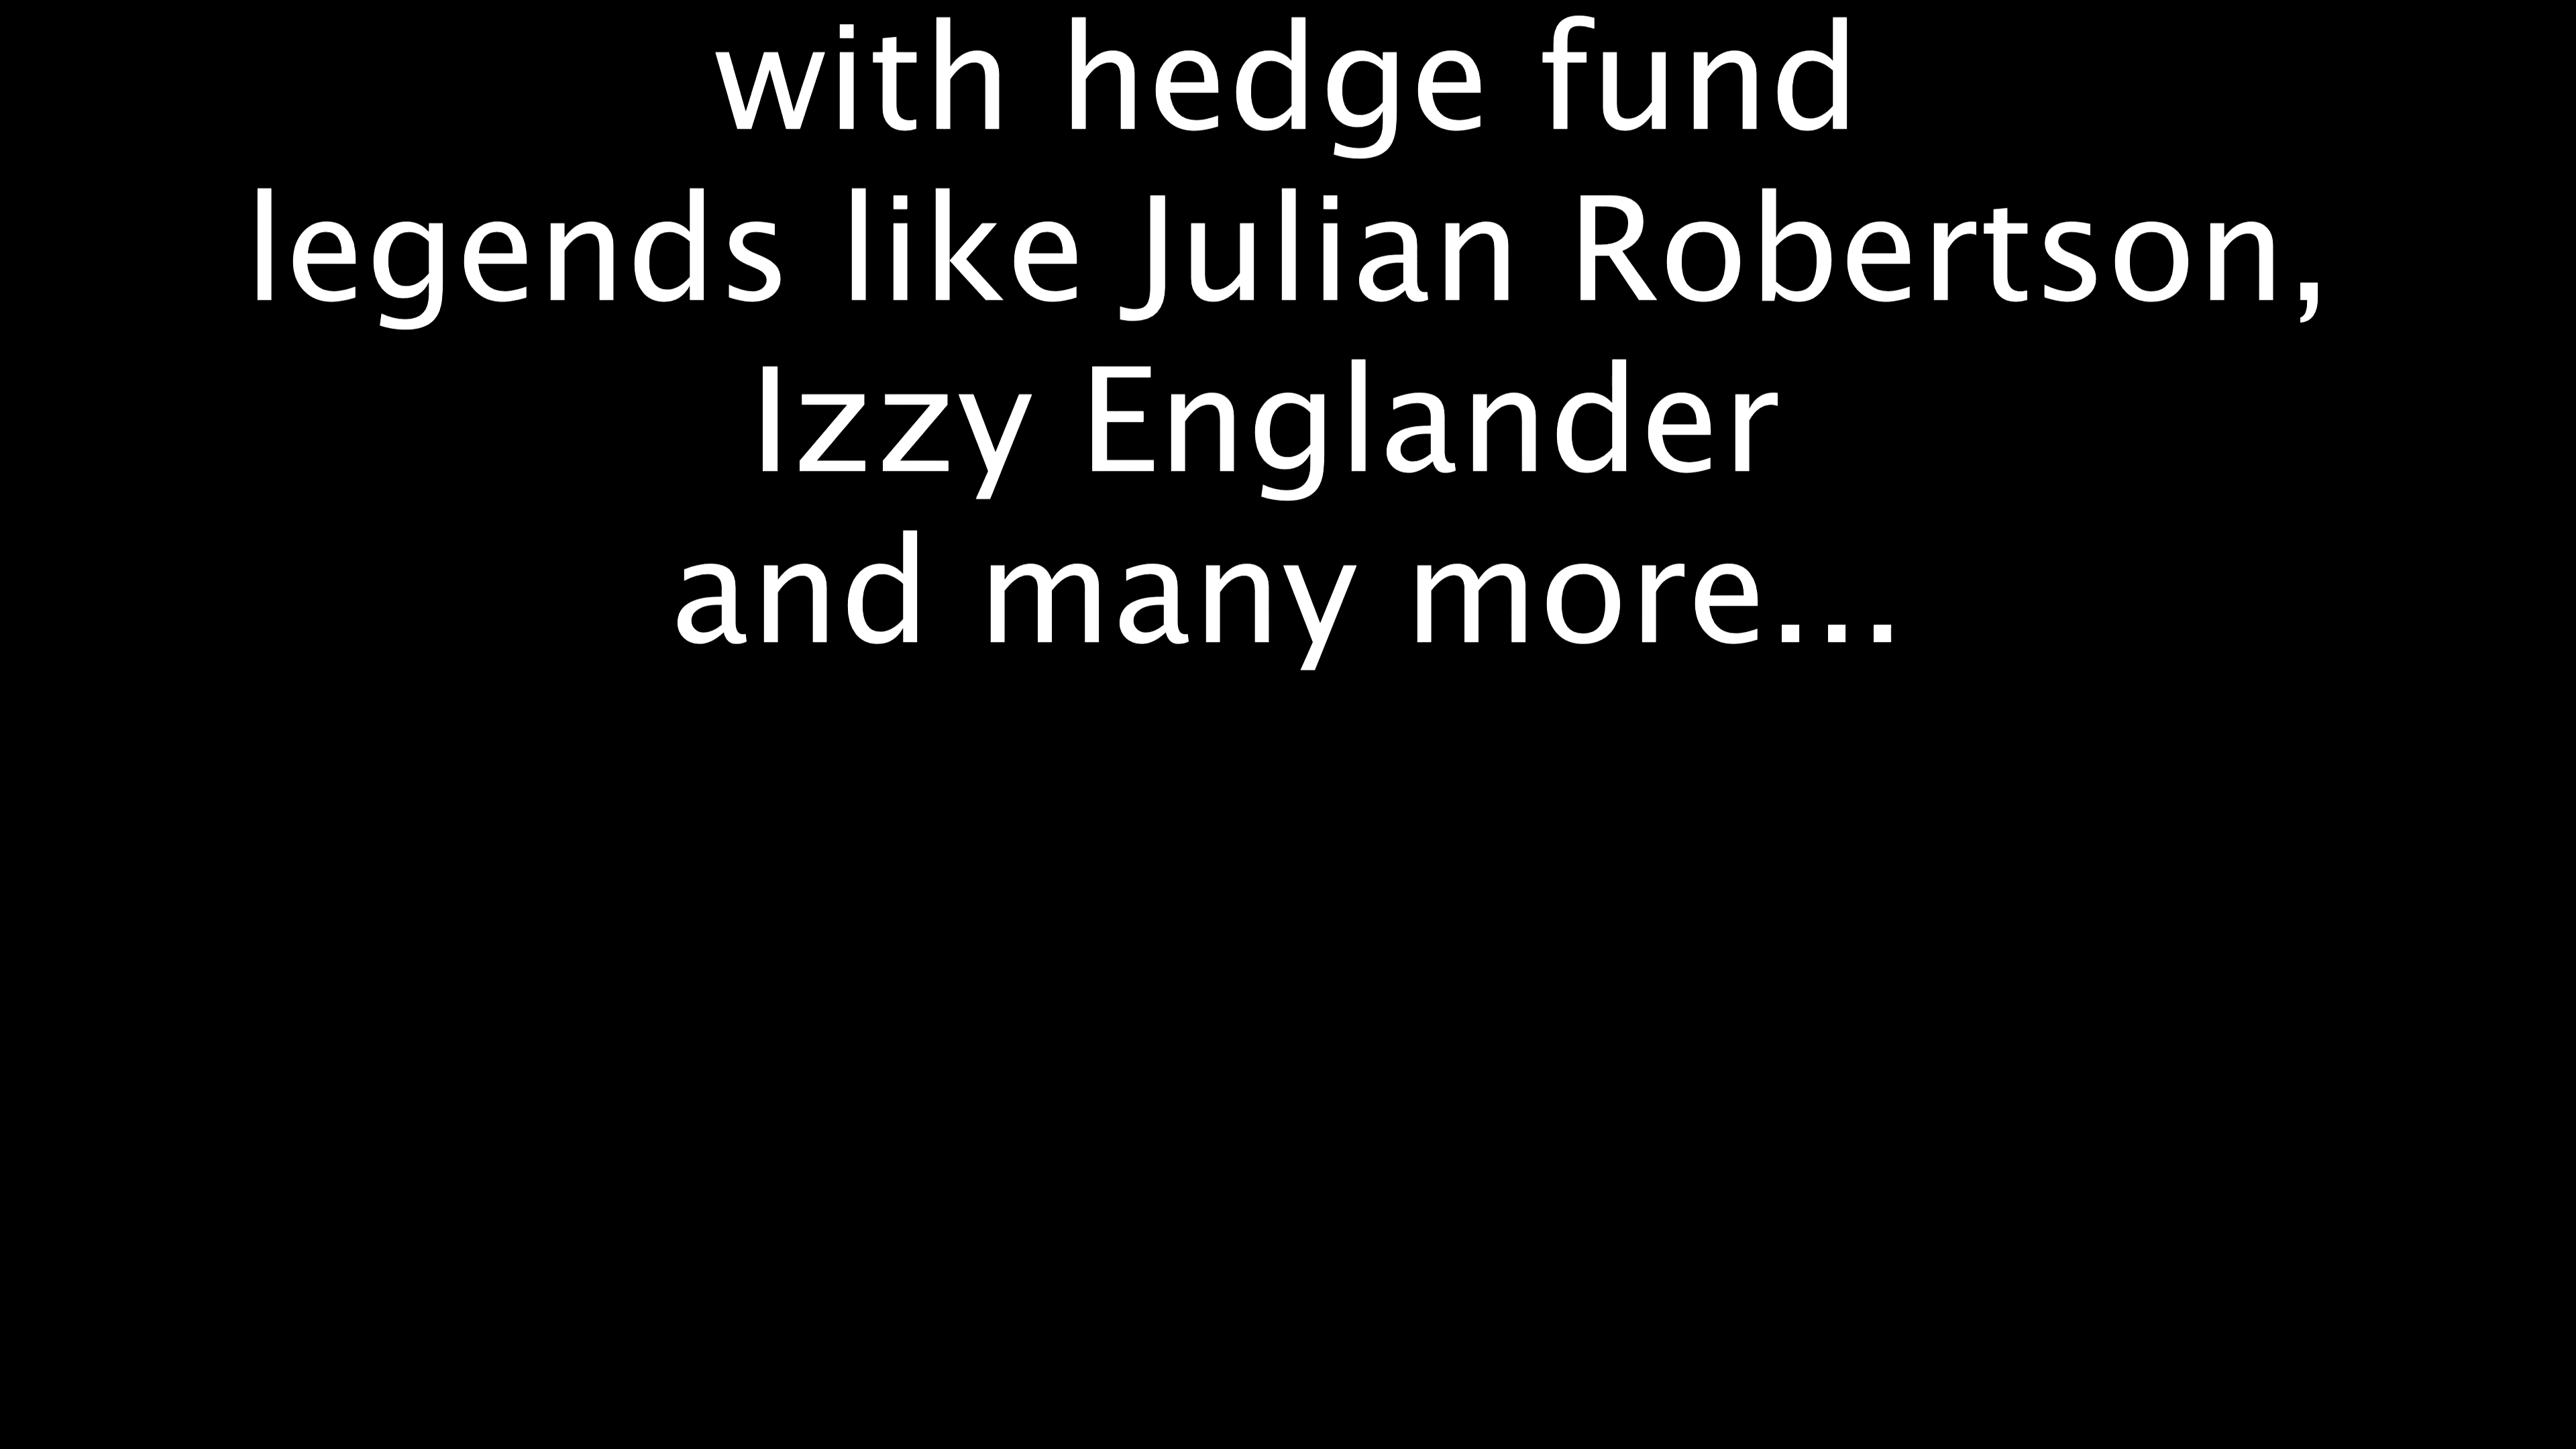 with hedge fund
legends like Julian Robertson,
Izzy Englander
and many more...